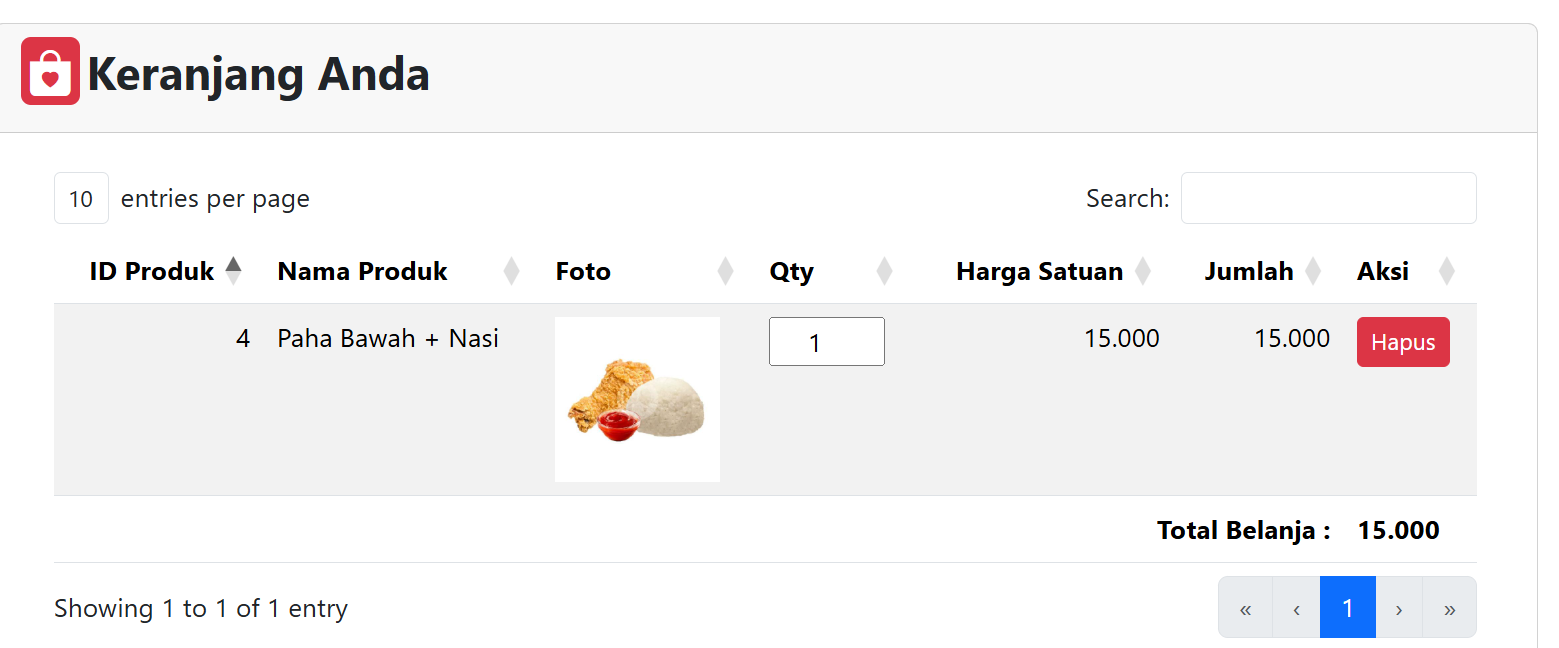 Keranjang Anda
10 entries per page Search:
ID Produk Nama Produk Foto Qty Harga Satuan Jumlah Aksi
4 Paha Bawah + Nasi 1 15.000 15.000 Hapus
Total Belanja : 15.000
Showing 1 to 1 of 1 entry « ‹ 1 › »